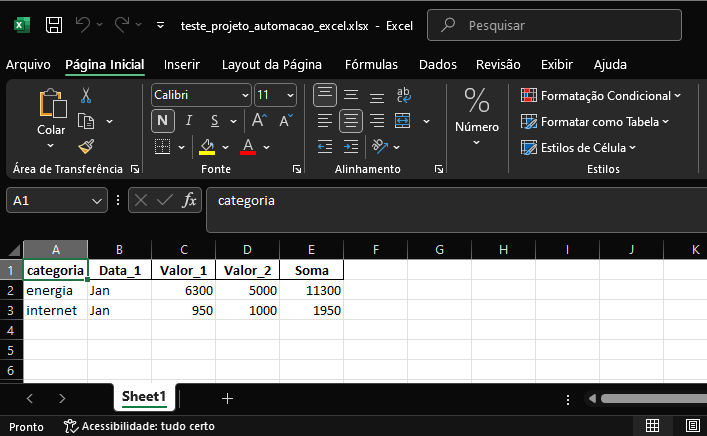 teste_projeto_automacao_excel.xlsx - Excel Pesquisar
Arquivo Página Inicial Inserir Layout da Página Fórmulas Dados Revisão Exibir Ajuda
Colar
Área de Transferência
Calibri 11
N I S A A
A
Fonte
ab
c
Alinhamento
%
Número
Formatação Condicional
Formatar como Tabela
Estilos de Célula
Estilos
A1 fx categoria
A B C D E F G H I J K
1 categoria Data_1 Valor_1 Valor_2 Soma
2 energia Jan 6300 5000 11300
3 internet Jan 950 1000 1950
4
5
6
Sheet1
Pronto Acessibilidade: tudo certo